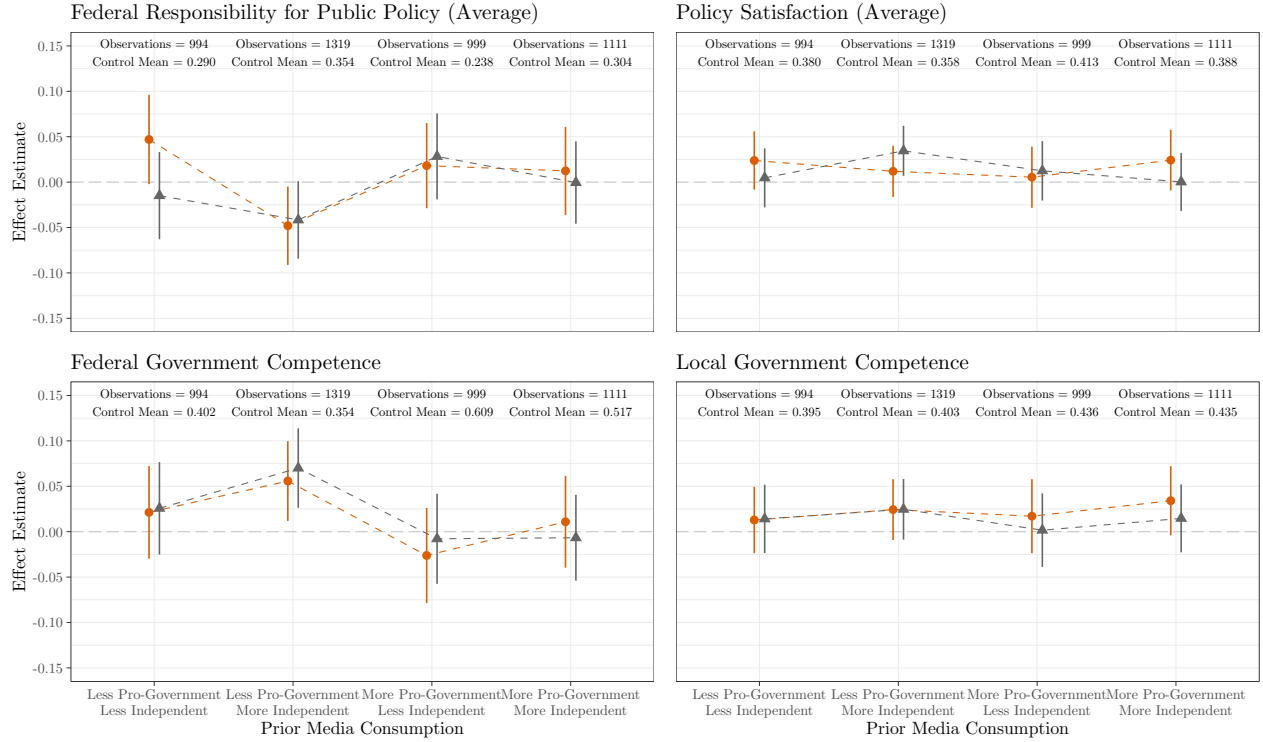 Federal Responsibility for Public Policy (Average)
Observations = 994 Observations = 1319 Observations = 999 Observations = 1111
Control Mean = 0.290 Control Mean = 0.354 Control Mean = 0.238 Control Mean = 0.304
0.15
0.10
0.05
0.00
-0.05
-0.10
-0.15
Effect Estimate
Policy Satisfaction (Average)
Observations = 994 Observations = 1319 Observations = 999 Observations = 1111
Control Mean = 0.380 Control Mean = 0.358 Control Mean = 0.413 Control Mean = 0.388
Federal Government Competence
Observations = 994 Observations = 1319 Observations = 999 Observations = 1111
Control Mean = 0.402 Control Mean = 0.354 Control Mean = 0.609 Control Mean = 0.517
0.15
0.10
0.05
0.00
-0.05
-0.10
-0.15
Effect Estimate
Less Pro-Government Less Pro-Government More Pro-Government More Pro-Government
Less Independent More Independent Less Independent More Independent
Prior Media Consumption
Local Government Competence
Observations = 994 Observations = 1319 Observations = 999 Observations = 1111
Control Mean = 0.395 Control Mean = 0.403 Control Mean = 0.436 Control Mean = 0.435
Less Pro-Government Less Pro-Government More Pro-Government More Pro-Government
Less Independent More Independent Less Independent More Independent
Prior Media Consumption